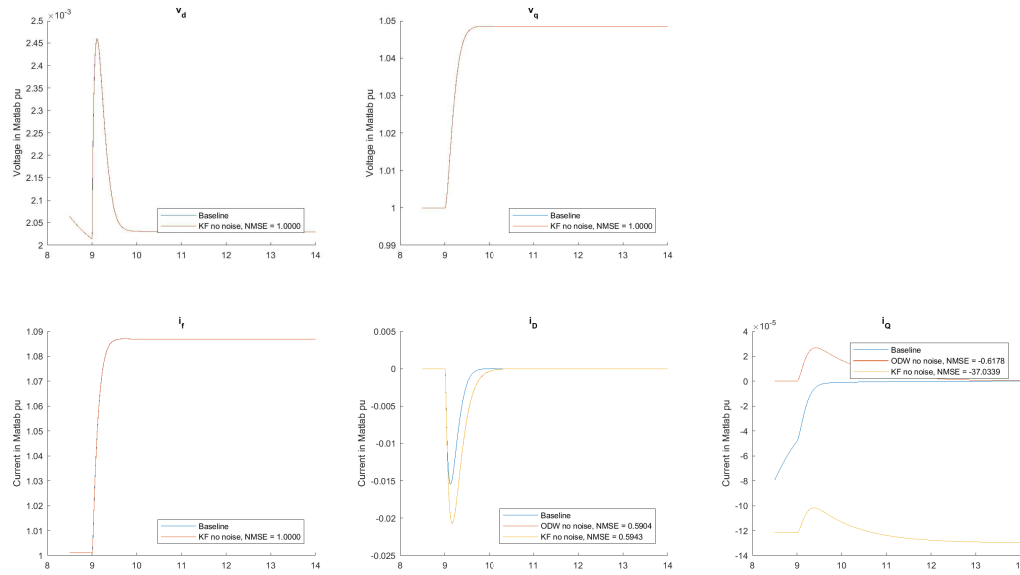 v_d
×10^-3
Voltage in Matlab pu
2.5
2.45
2.4
2.35
2.3
2.25
2.2
2.15
2.1
2.05
2
8 9 10 11 12 13 14
Baseline
KF no noise, NMSE = 1.0000
v_q
Voltage in Matlab pu
1.05
1.04
1.03
1.02
1.01
1
0.99
8 9 10 11 12 13 14
Baseline
KF no noise, NMSE = 1.0000
i_f
Current in Matlab pu
1.09
1.08
1.07
1.06
1.05
1.04
1.03
1.02
1.01
1
8 9 10 11 12 13 14
Baseline
KF no noise, NMSE = 1.0000
i_D
Current in Matlab pu
0.005
0
-0.005
-0.01
-0.015
-0.02
-0.025
8 9 10 11 12 13 14
Baseline
ODW no noise, NMSE = 0.5904
KF no noise, NMSE = 0.5943
i_Q
×10^-5
Current in Matlab pu
4
2
0
-2
-4
-6
-8
-10
-12
-14
8 9 10 11 12 13
Baseline
ODW no noise, NMSE = -0.6178
KF no noise, NMSE = -37.0339